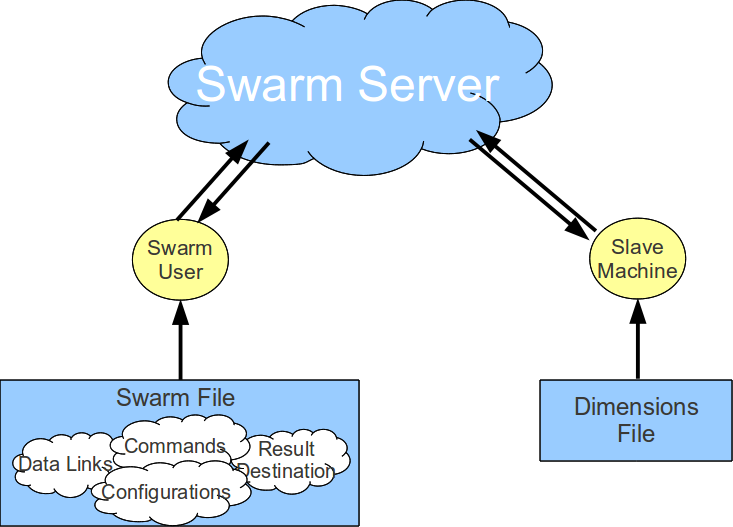 Swarm Server
Swarm
User
Slave
Machine
Swarm File
Commands
Data Links
Result
Destination
Configurations
Dimensions
File